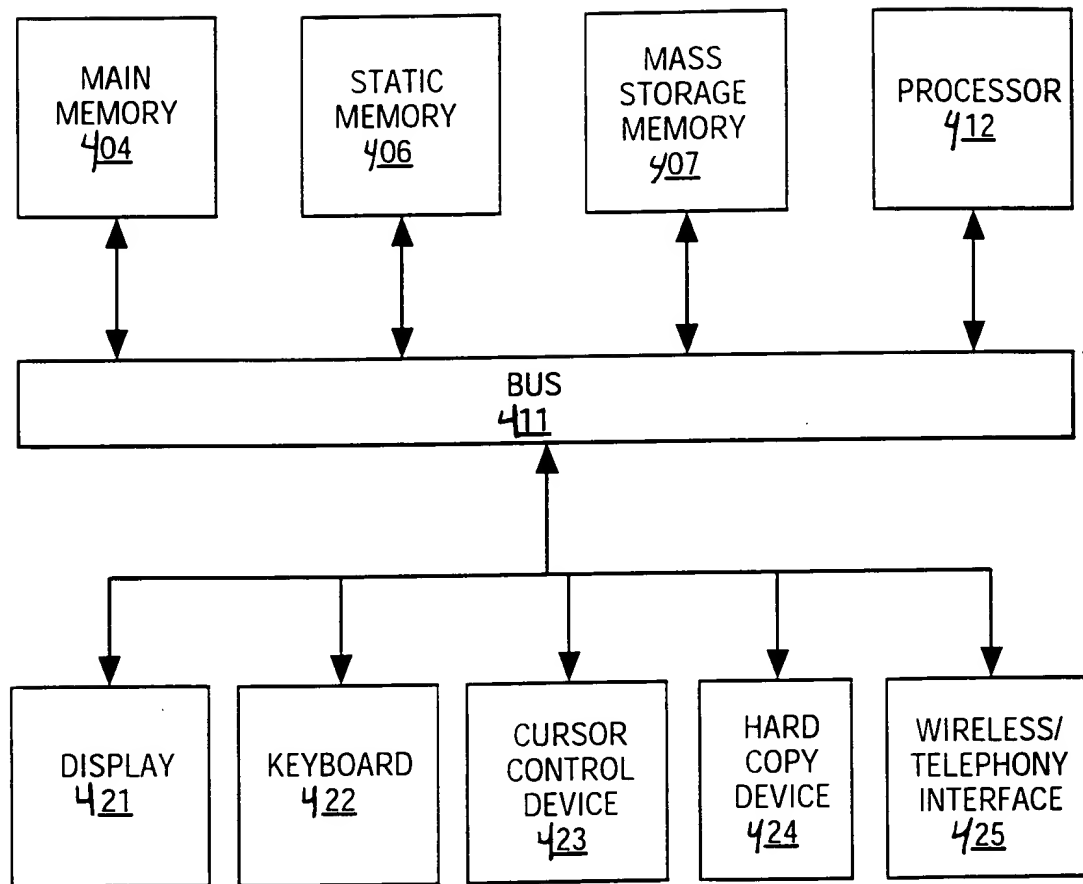 MAIN
MEMORY
404
STATIC
MEMORY
406
MASS
STORAGE
MEMORY
407
PROCESSOR
412
BUS
411
DISPLAY
421
KEYBOARD
422
CURSOR
CONTROL
DEVICE
423
HARD
COPY
DEVICE
424
WIRELESS/
TELEPHONY
INTERFACE
425